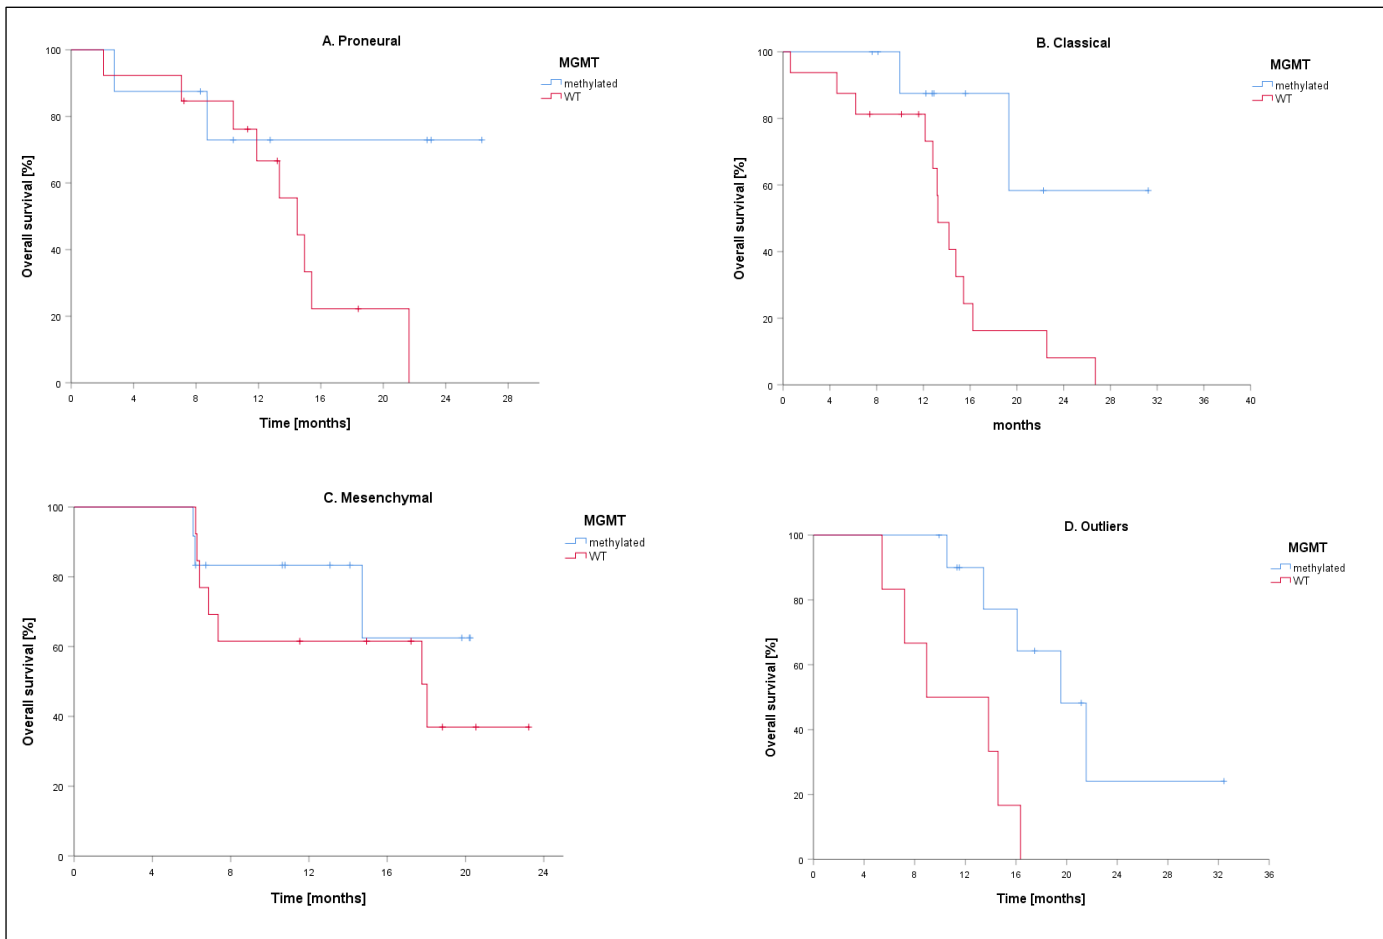 A. Proneural
MGMT
methylated
WT
100
80
60
40
20
0
Overall survival [%]
0 4 8 12 16 20 24 28
Time [months]
B. Classical
MGMT
methylated
WT
100
80
60
40
20
0
Overall survival [%]
0 4 8 12 16 20 24 28 32 36 40
months
C. Mesenchymal
MGMT
methylated
WT
100
80
60
40
20
0
Overall survival [%]
0 4 8 12 16 20 24
Time [months]
D. Outliers
MGMT
methylated
WT
100
80
60
40
20
0
Overall survival [%]
0 4 8 12 16 20 24 28 32 36
Time [months]